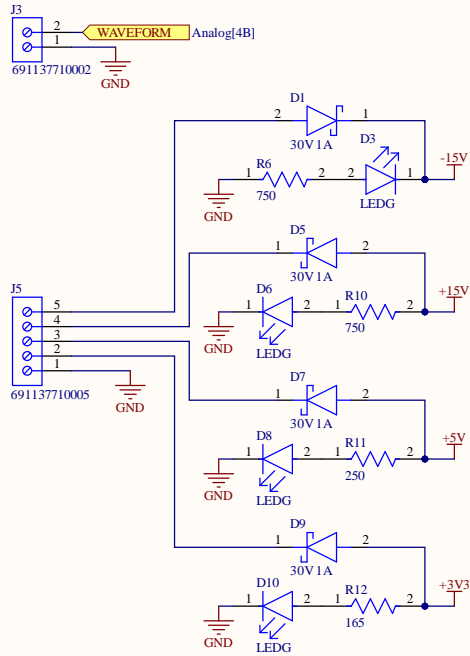 J3
2
WAVEFORM
Analog[4B]
1
691137710002
GND
D1
2
1
30V1A
D3
-15V
R6
1
2
2
1
750
LEDG
GND
D5
1
2
30V1A
+15V
D6
R10
1
2
1
2
750
LEDG
GND
J5
5
4
3
2
1
691137710005
GND
D7
1
2
30V1A
+5V
D8
R11
1
2
1
2
250
LEDG
GND
D9
1
2
30V1A
+3V3
D10
R12
1
2
1
2
165
LEDG
GND